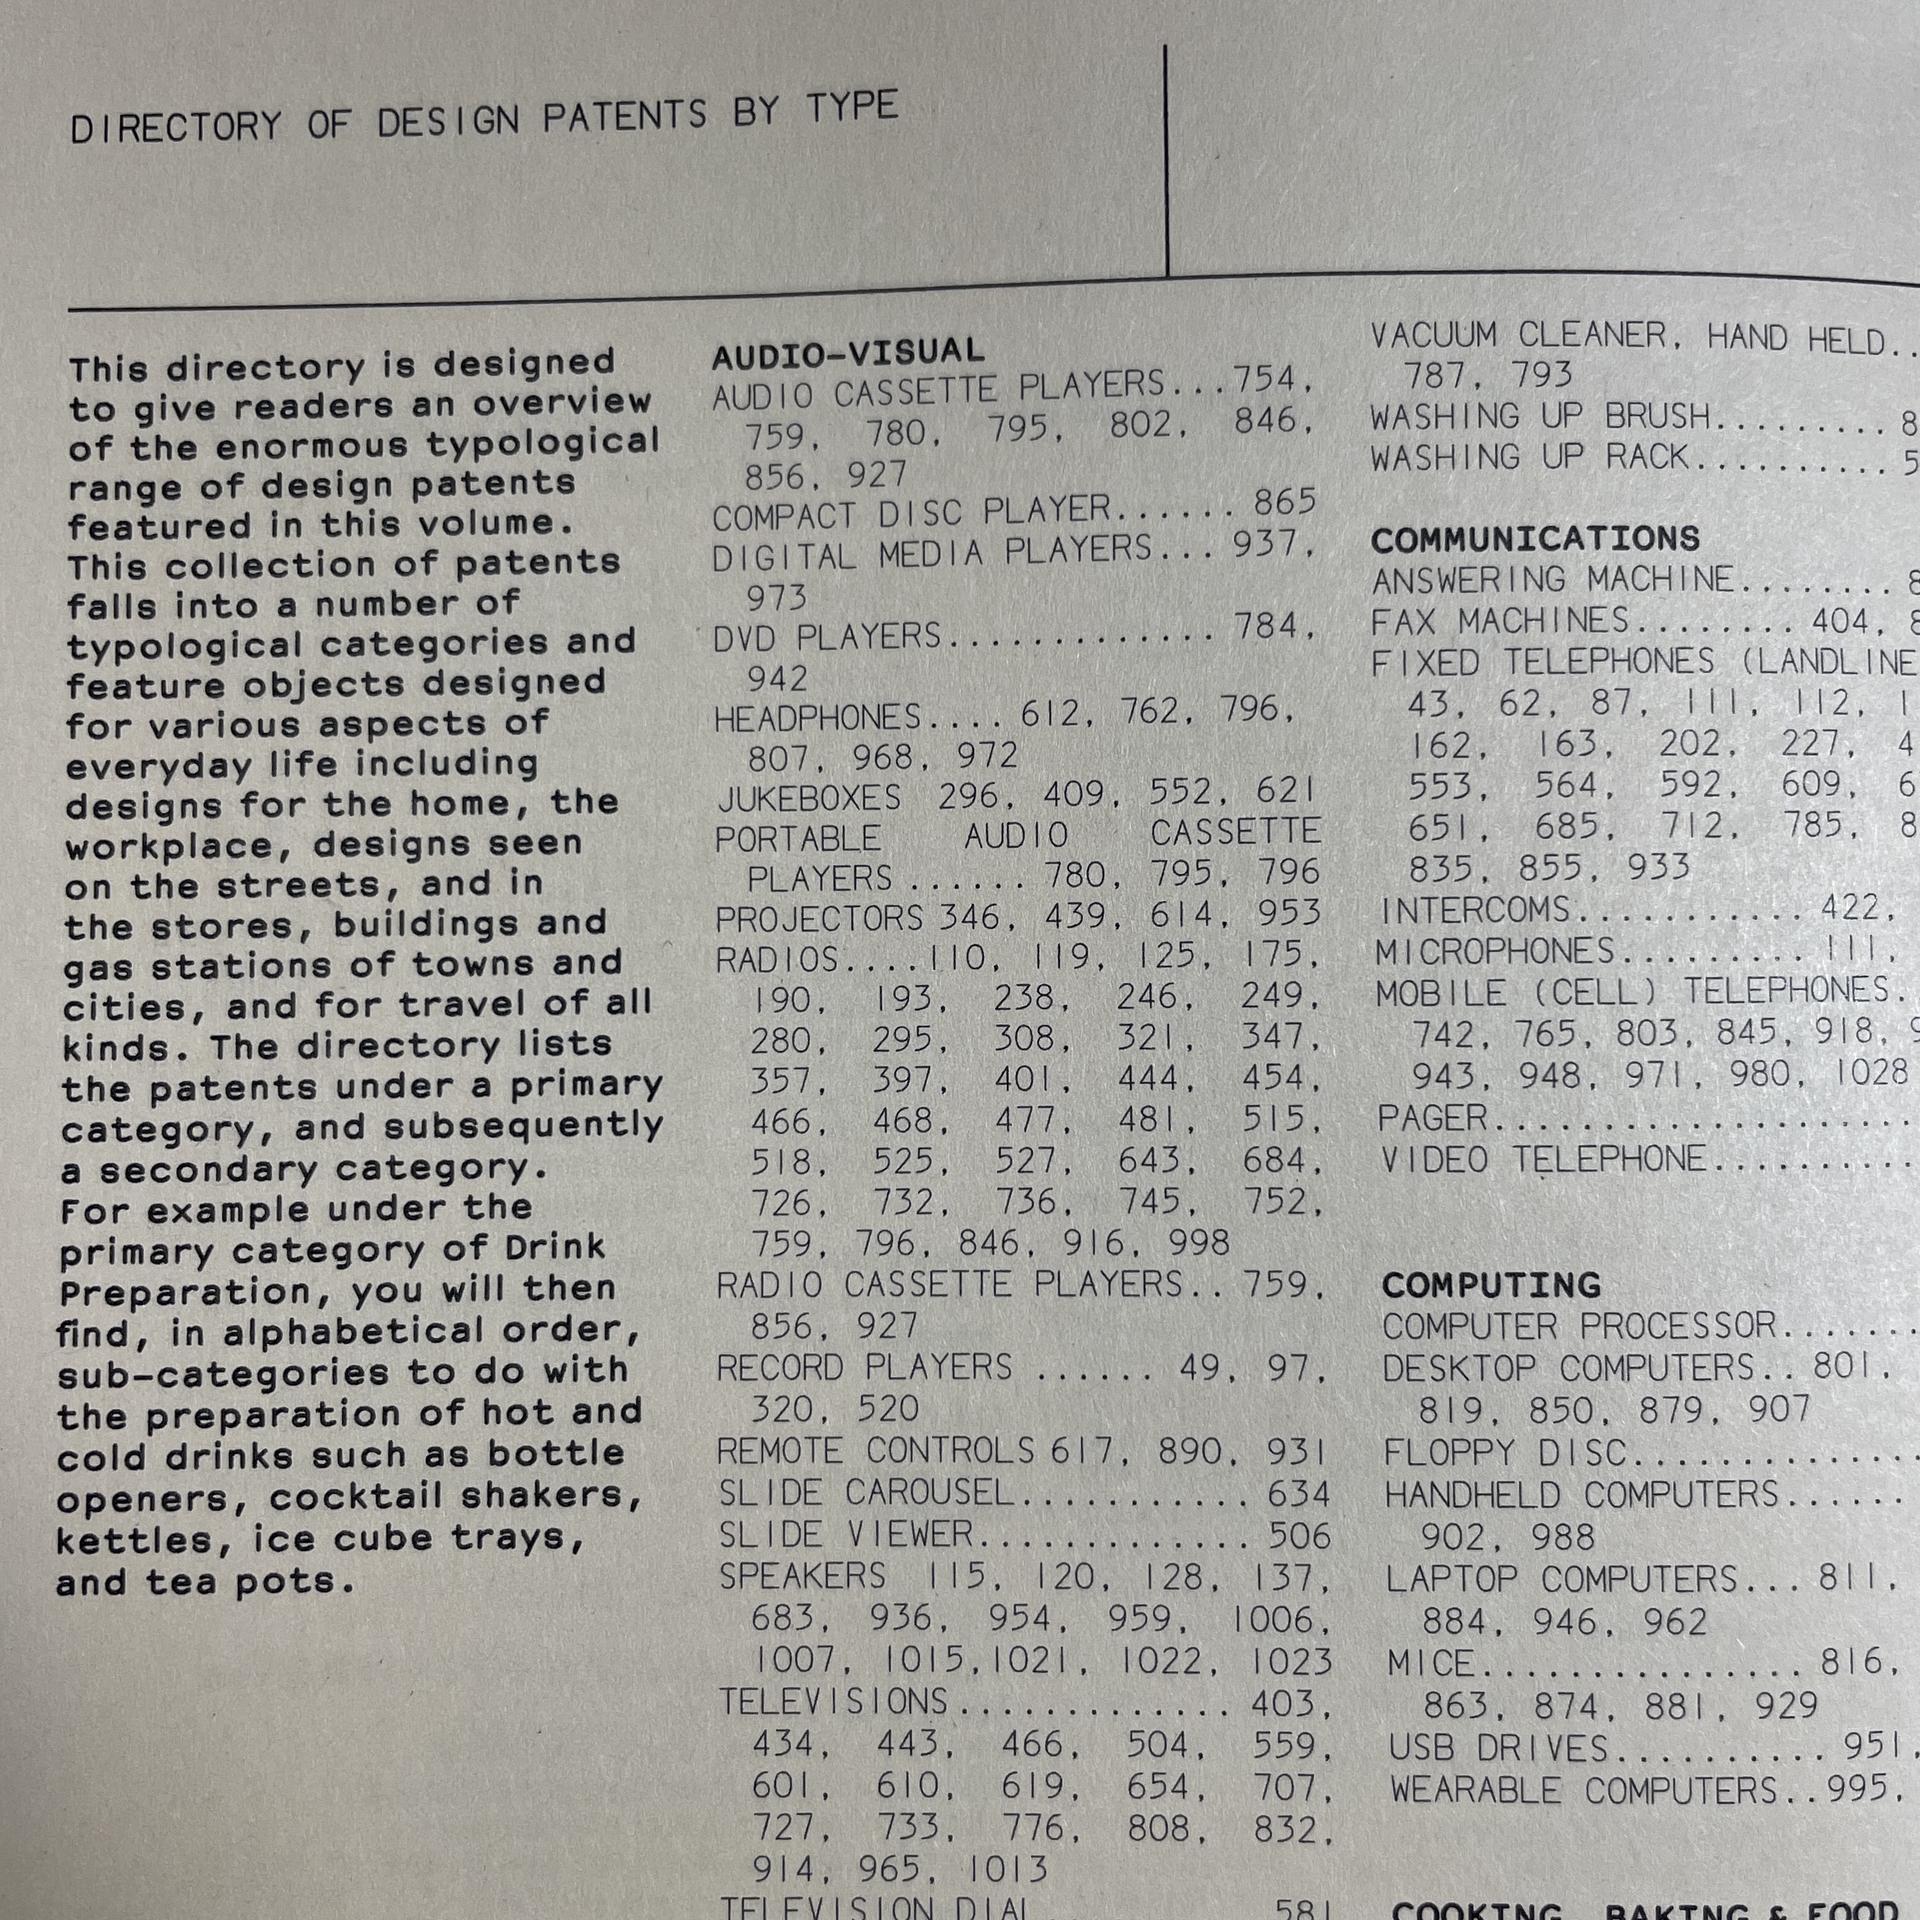 DIRECTORY OF DESIGN PATENTS BY TYPE
This directory is designed
to give readers an overview
of the enormous typological
range of design patents
featured in this volume.
This collection of patents
falls into a number of
typological categories and
feature objects designed
for various aspects of
everyday life including
designs for the home, the
workplace, designs seen
on the streets, and in
the stores, buildings and
gas stations of towns and
cities, and for travel of all
kinds. The directory lists
the patents under a primary
category, and subsequently
a secondary category.
For example under the
primary category of Drink
Preparation, you will then
find, in alphabetical order,
sub-categories to do with
the preparation of hot and
cold drinks such as bottle
openers, cocktail shakers,
kettles, ice cube trays,
and tea pots.
AUDIO-VISUAL
AUDIO CASSETTE PLAYERS...754,
759, 780, 795, 802, 846,
856, 927
COMPACT DISC PLAYER...... 865
DIGITAL MEDIA PLAYERS... 937,
973
DVD PLAYERS............. 784,
942
HEADPHONES.... 612, 762, 796,
807, 968, 972
JUKEBOXES 296, 409, 552, 621
PORTABLE AUDIO CASSETTE
PLAYERS ...... 780, 795, 796
PROJECTORS 346, 439, 614, 953
RADIOS....110, 119, 125, 175,
190, 193, 238, 246, 249,
280, 295, 308, 321, 347,
357, 397, 401, 444, 454,
466, 468, 477, 481, 515,
518, 525, 527, 643, 684,
726, 732, 736, 745, 752,
759, 796, 846, 916, 998
RADIO CASSETTE PLAYERS.. 759,
856, 927
RECORD PLAYERS ...... 49, 97,
320, 520
REMOTE CONTROLS 617, 890, 931
SLIDE CAROUSEL........... 634
SLIDE VIEWER............. 506
SPEAKERS 115, 120, 128, 137,
683, 936, 954, 959, 1006,
1007, 1015,1021, 1022, 1023
TELEVISIONS............. 403,
434, 443, 466, 504, 559,
601, 610, 619, 654, 707,
727, 733, 776, 808, 832,
914, 965, 1013
TELEVISION DIAL.. 581
VACUUM CLEANER, HAND HELD..
787, 793
WASHING UP BRUSH.........
WASHING UP RACK..........
COMMUNICATIONS
ANSWERING MACHINE........
FAX MACHINES........ 404,
FIXED TELEPHONES (LANDLINE
43, 62, 87, 111, 112,
162, 163, 202, 227,
553, 564, 592, 609,
651, 685, 712, 785,
835, 855, 933
INTERCOMS........... 422,
MICROPHONES......... 111,
MOBILE (CELL) TELEPHONES.
742, 765, 803, 845, 918,
943, 948, 971, 980, 1028
PAGER....................
VIDEO TELEPHONE..........
COMPUTING
COMPUTER PROCESSOR.......
DESKTOP COMPUTERS.. 801,
819, 850, 879, 907
FLOPPY DISC..............
HANDHELD COMPUTERS......
902, 988
LAPTOP COMPUTERS... 811,
884, 946, 962
MICE................ 816,
863, 874, 881, 929
USB DRIVES.......... 951,
WEARABLE COMPUTERS..995,
COOKING, BAKING & FOOD